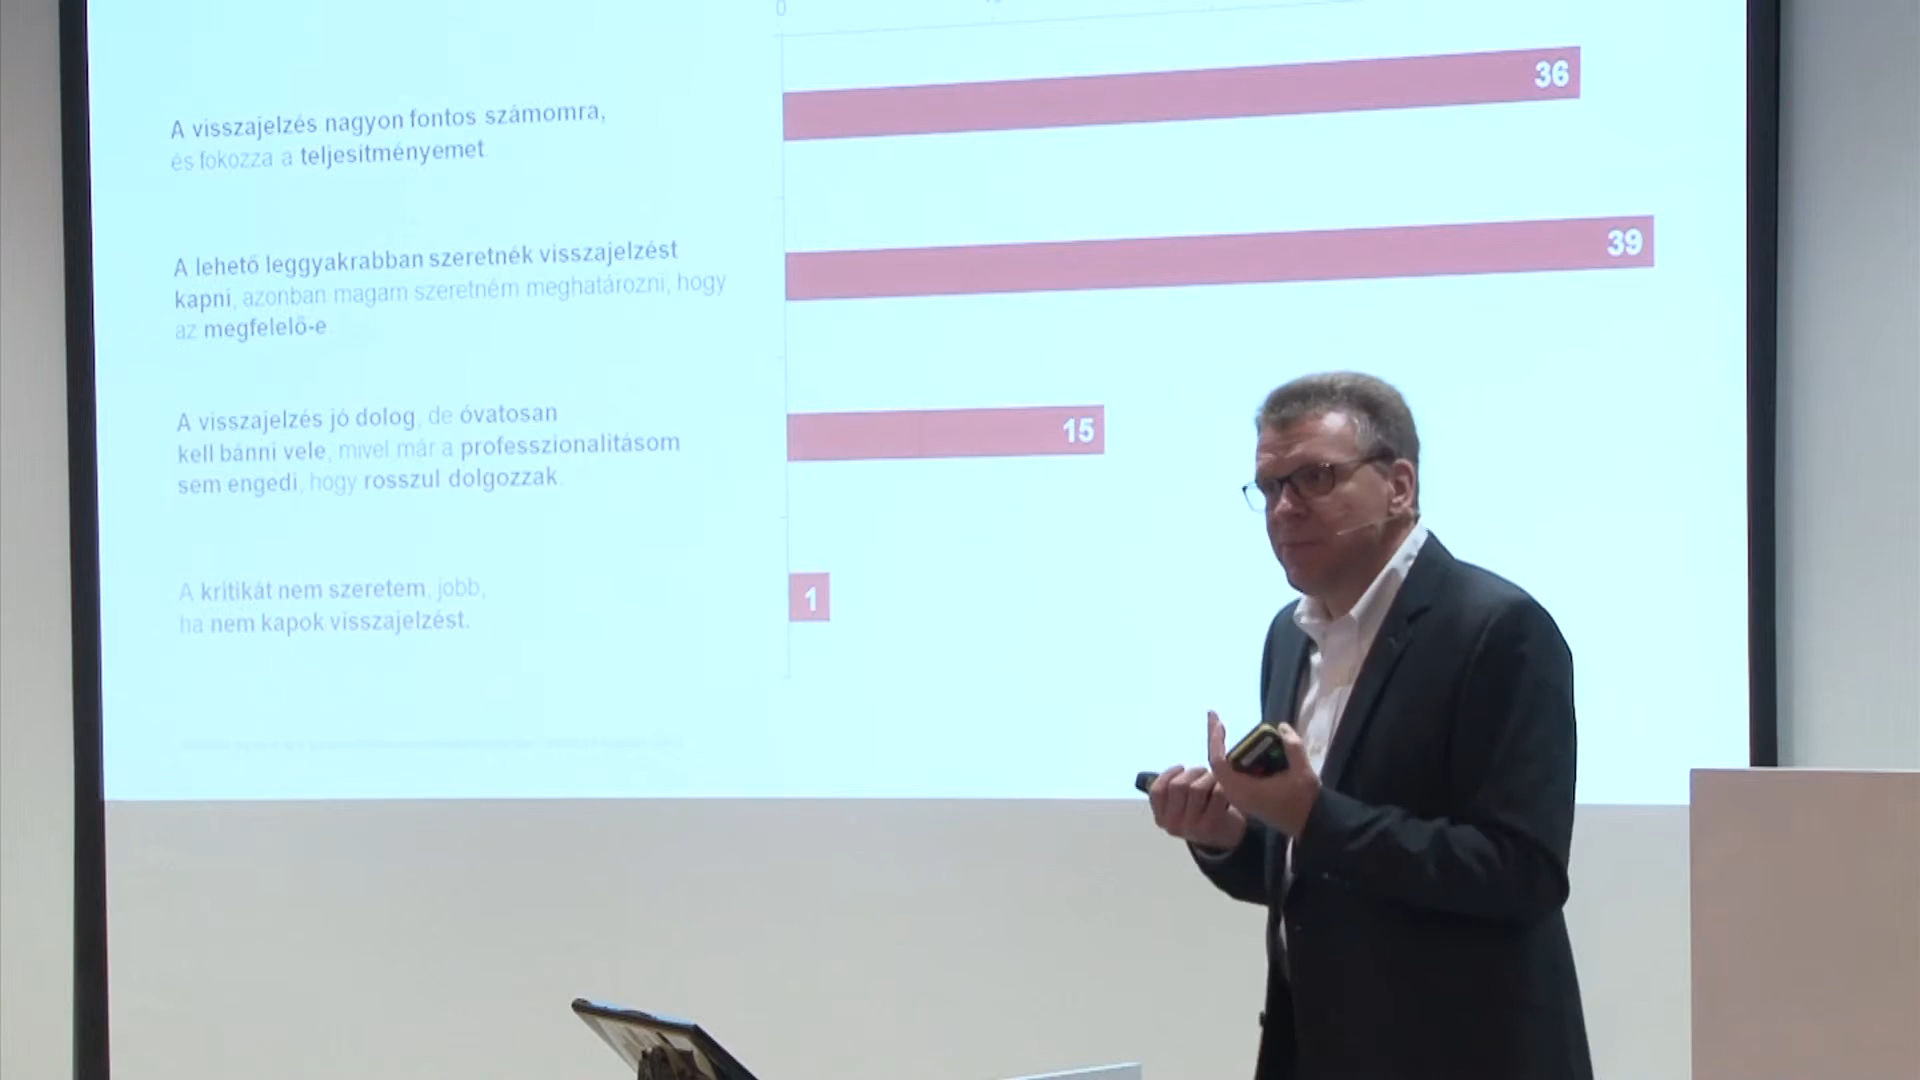 0
A visszajelzés nagyon fontos számomra,
és fokozza a teljesítményemet.
36
A lehető leggyakrabban szeretnék visszajelzést
kapni, azonban magam szeretném meghatározni, hogy
az megfelelő-e.
39
A visszajelzés jó dolog, de óvatosan
kell bánni vele, mivel már a professzionalitásom
sem engedi, hogy rosszul dolgozzak.
15
A kritikát nem szeretem, jobb,
ha nem kapok visszajelzést.
1